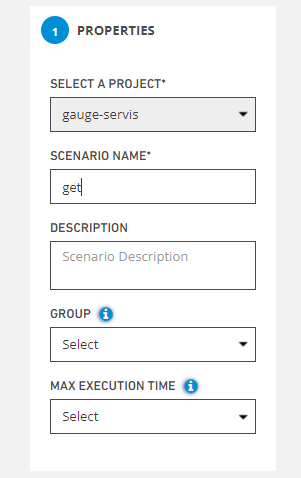 1 PROPERTIES
SELECT A PROJECT*
gauge-servis
SCENARIO NAME*
get
DESCRIPTION
Scenario Description
GROUP i
Select
MAX EXECUTION TIME i
Select